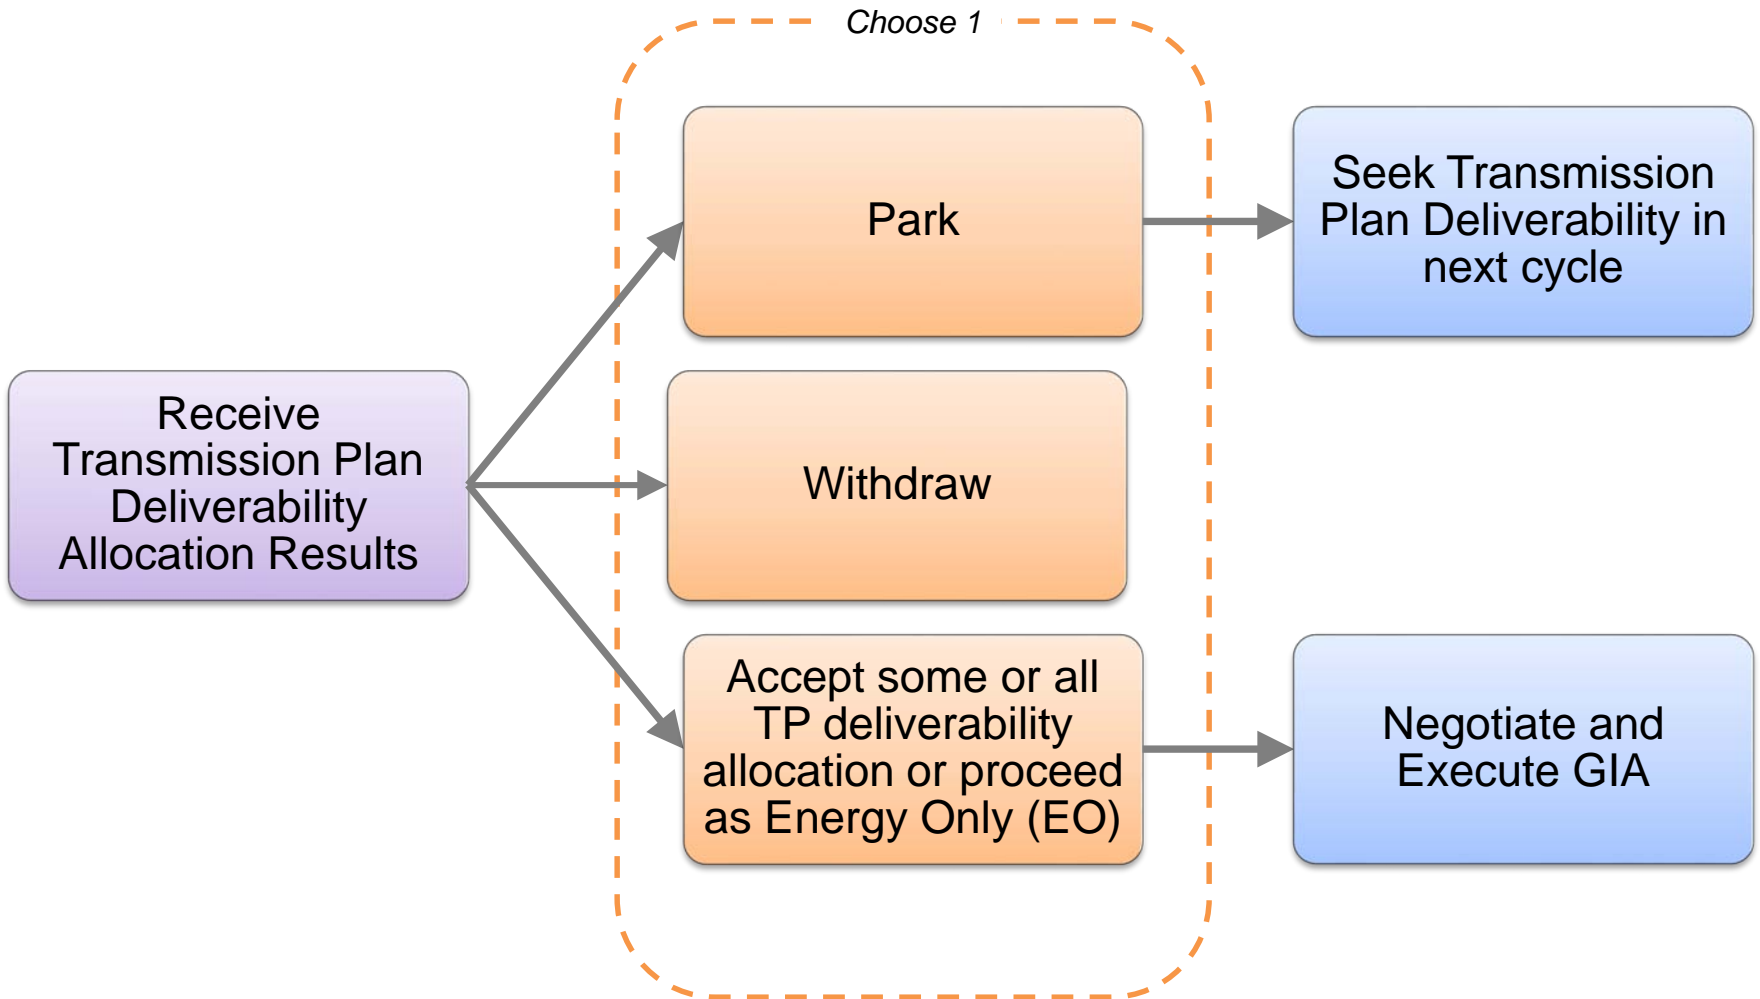 Choose 1
Park
Seek Transmission
Plan Deliverability in
next cycle
Receive
Transmission Plan
Deliverability
Allocation Results
Withdraw
Accept some or all
TP deliverability
allocation or proceed
as Energy Only (EO)
Negotiate and
Execute GIA